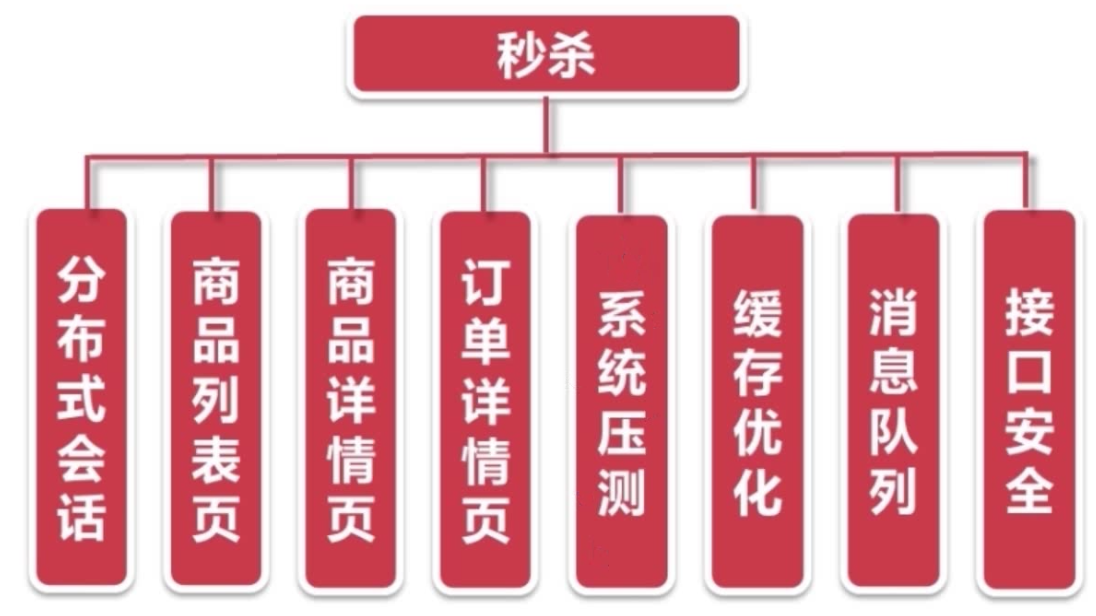 秒杀
分布式会话
商品列表页
商品详情页
订单详情页
系统压测
缓存优化
消息队列
接口安全